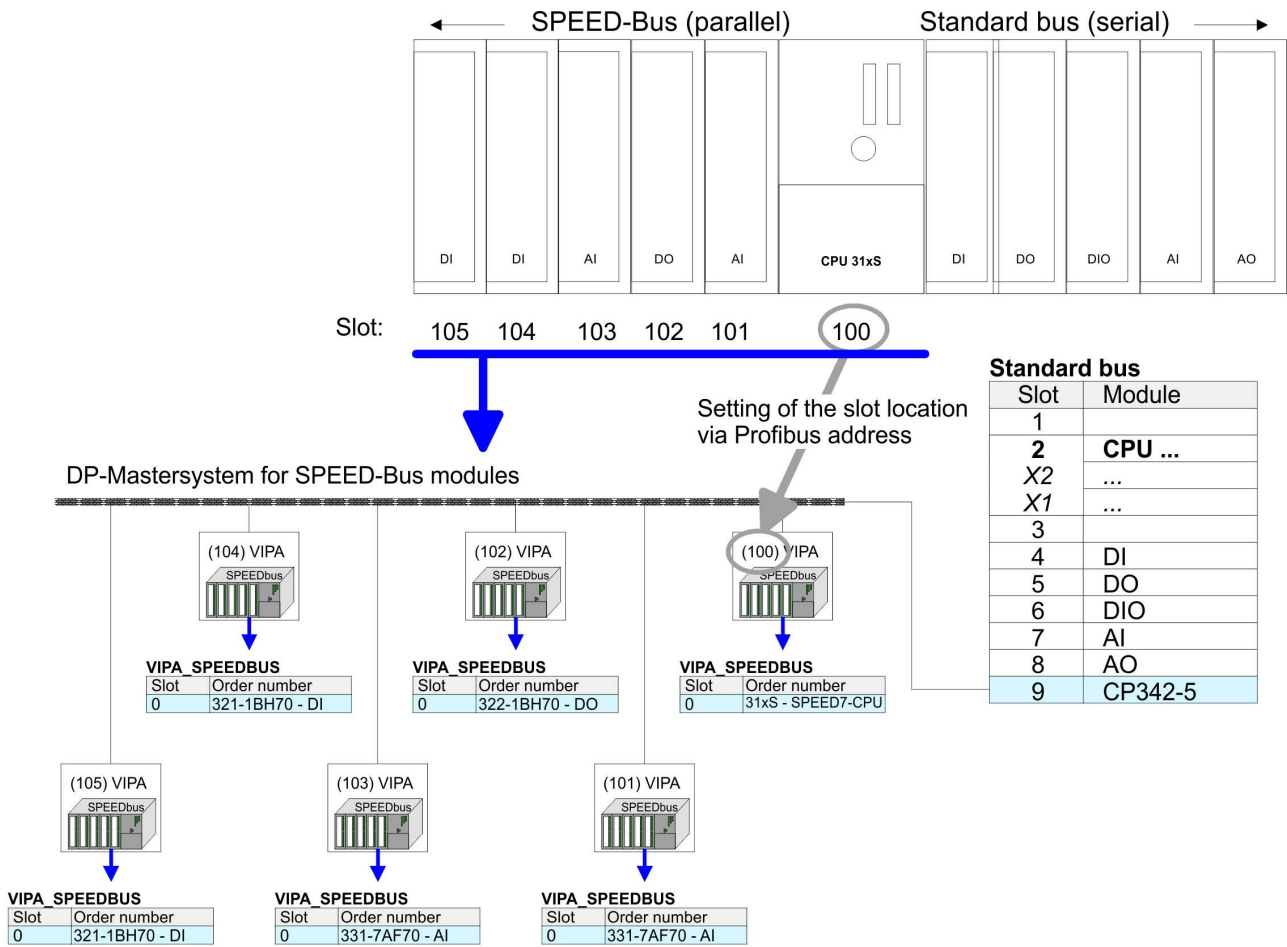 SPEED-Bus (parallel) Standard bus (serial)
DI DI AI DO AI CPU 31xS DI DO DIO AI AO
Slot: 105 104 103 102 101 100
Setting of the slot location
via Profibus address
Standard bus
Slot Module
1
2 CPU ...
X2 ...
X1 ...
3
4 DI
5 DO
6 DIO
7 AI
8 AO
9 CP342-5
DP-Mastersystem for SPEED-Bus modules
(104) VIPA
SPEEDbus
VIPA_SPEEDBUS
Slot Order number
0 321-1BH70 - DI
(102) VIPA
SPEEDbus
VIPA_SPEEDBUS
Slot Order number
0 322-1BH70 - DO
(100) VIPA
SPEEDbus
VIPA_SPEEDBUS
Slot Order number
0 31xS - SPEED7-CPU
(105) VIPA
SPEEDbus
VIPA_SPEEDBUS
Slot Order number
0 321-1BH70 - DI
(103) VIPA
SPEEDbus
VIPA_SPEEDBUS
Slot Order number
0 331-7AF70 - AI
(101) VIPA
SPEEDbus
VIPA_SPEEDBUS
Slot Order number
0 331-7AF70 - AI